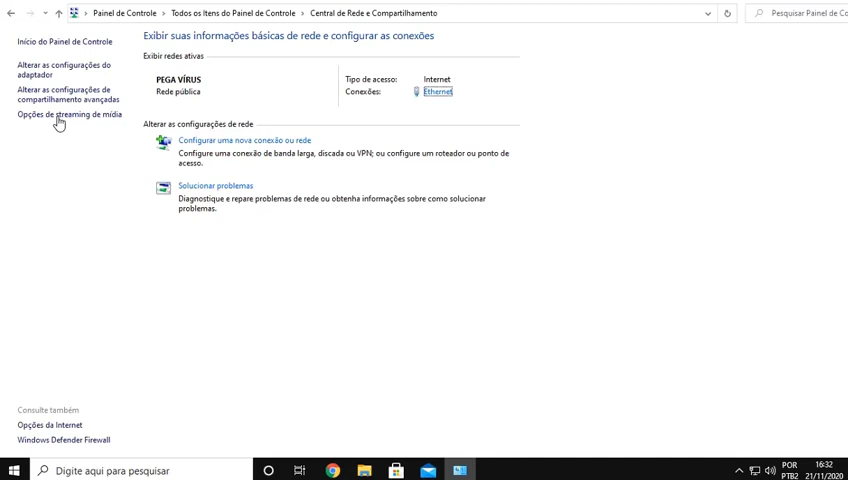 Painel de Controle > Todos os Itens do Painel de Controle > Central de Rede e Compartilhamento
Pesquisar Painel de Co
Início do Painel de Controle
Alterar as configurações do
adaptador
Alterar as configurações de
compartilhamento avançadas
Opções de streaming de mídia
Exibir suas informações básicas de rede e configurar as conexões
Exibir redes ativas
PEGA VÍRUS
Rede pública
Tipo de acesso: Internet
Conexões: Ethernet
Alterar as configurações de rede
Configurar uma nova conexão ou rede
Configure uma conexão de banda larga, discada ou VPN; ou configure um roteador ou ponto de
acesso.
Solucionar problemas
Diagnostique e repare problemas de rede ou obtenha informações sobre como solucionar
problemas.
Consulte também
Opções da Internet
Windows Defender Firewall
Digite aqui para pesquisar
POR
PTB2
16:32
21/11/2020